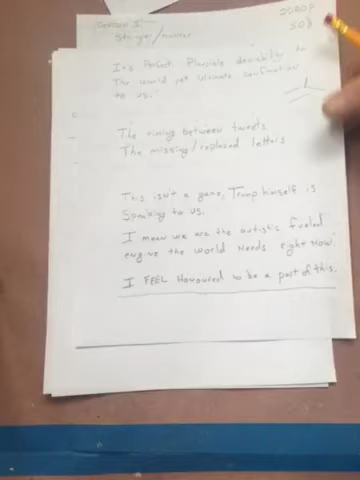 It's Perfect Plausible deniability to
The world yet ultimate confirmation
to us.
The timing between tweets
The missing/replaced letters
This isn't a game, Trump himself is
Speaking to us.
I mean we are the autistic fueled
engine the world needs right now.
I FEEL Honoured to be a part of this.